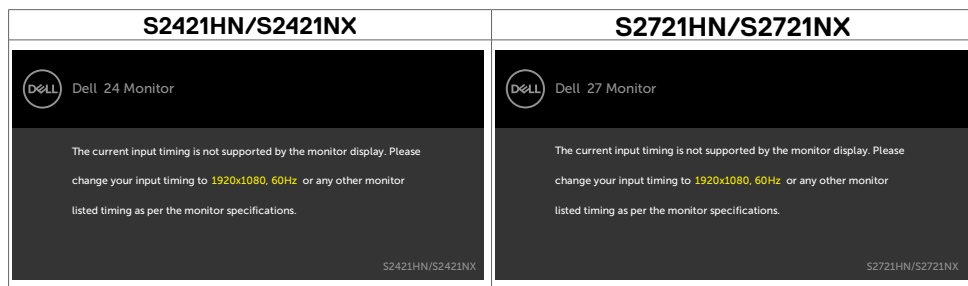 S2421HN/S2421NX
DELL
Dell 24 Monitor
The current input timing is not supported by the monitor display. Please
change your input timing to 1920x1080, 60Hz or any other monitor
listed timing as per the monitor specifications.
S2421HN/S2421NX
S2721HN/S2721NX
DELL
Dell 27 Monitor
The current input timing is not supported by the monitor display. Please
change your input timing to 1920x1080, 60Hz or any other monitor
listed timing as per the monitor specifications.
S2721HN/S2721NX